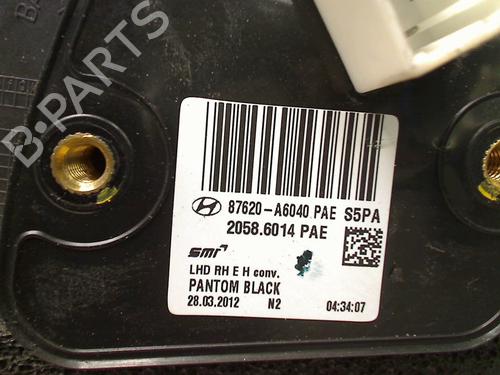 B-PARTS
87620-A6040 PAE S5PA
2058.6014 PAE
smr
LHD RH E H conv.
PANTOM BLACK
28.03.2012 N2 04:34:07